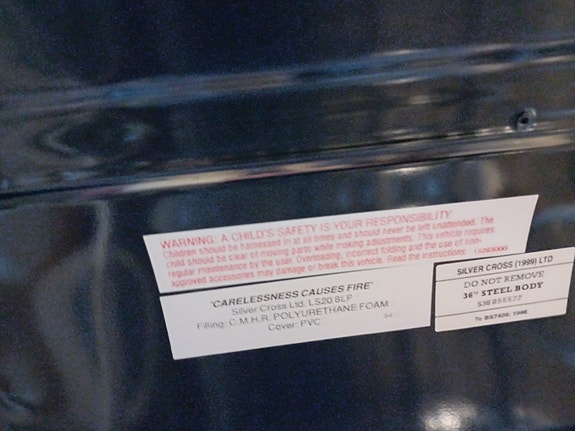 WARNING: A CHILD'S SAFETY IS YOUR RESPONSIBILITY
Children should be harnessed in at all times and should never be left unattended. The
child should be clear of moving parts while making adjustments. This vehicle requires
regular maintenance by the user. Overloading, incorrect folding and the use of non-
approved accessories may damage or break this vehicle. Read the instructions.
'CARELESSNESS CAUSES FIRE'
Silver Cross Ltd. LS20 8LP
Filling: C.M.H.R. POLYURETHANE FOAM
Cover: PVC
SILVER CROSS (1999) LTD
DO NOT REMOVE
36" STEEL BODY
To BS7409: 1996